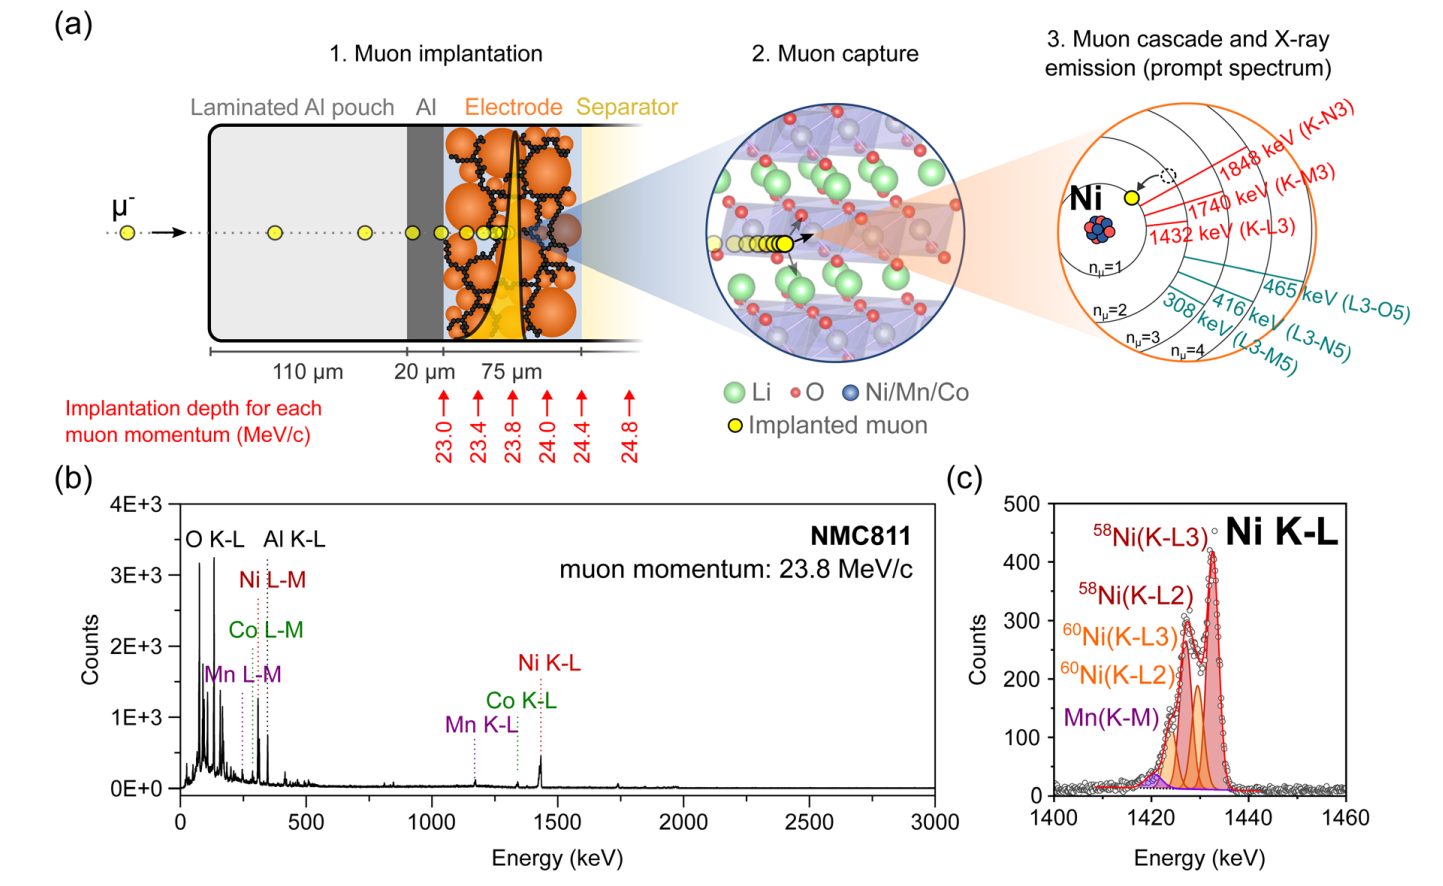 (a)
1. Muon implantation
2. Muon capture
3. Muon cascade and X-ray
emission (prompt spectrum)
Laminated Al pouch
Al
Electrode
Separator
μ-
110 μm
20 μm
75 μm
Implantation depth for each
muon momentum (MeV/c)
23.0
23.4
23.8
24.0
24.4
24.8
Li
O
Ni/Mn/Co
Implanted muon
Ni
1848 keV (K-N3)
1740 keV (K-M3)
1432 keV (K-L3)
465 keV (L3-O5)
416 keV (L3-N5)
308 keV (L3-M5)
nμ=1
nμ=2
nμ=3
nμ=4
(b)
4E+3
3E+3
2E+3
1E+3
0E+0
Counts
O K-L
Al K-L
Ni L-M
Co L-M
Mn L-M
NMC811
muon momentum: 23.8 MeV/c
Ni K-L
Co K-L
Mn K-L
0
500
1000
1500
2000
2500
3000
Energy (keV)
(c)
500
400
300
200
100
0
Counts
Ni K-L
58Ni(K-L3)
58Ni(K-L2)
60Ni(K-L3)
60Ni(K-L2)
Mn(K-M)
1400
1420
1440
1460
Energy (keV)